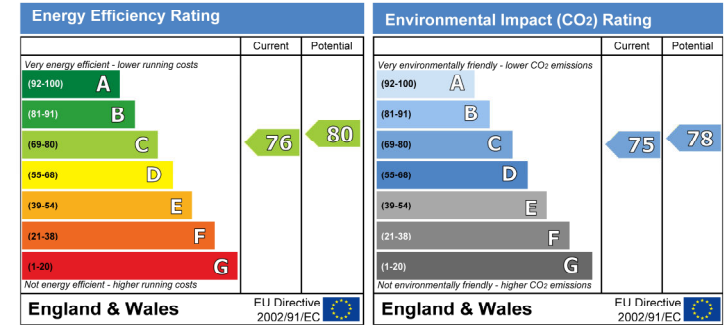 Energy Efficiency Rating
Current Potential
Very energy efficient - lower running costs
(92-100) A
(81-91) B
(69-80) C
(55-68) D
(39-54) E
(21-38) F
(1-20) G
76
80
Not energy efficient - higher running costs
England & Wales
EU Directive
2002/91/EC
Environmental Impact (CO2) Rating
Current Potential
Very environmentally friendly - lower CO2 emissions
(92-100) A
(81-91) B
(69-80) C
(55-68) D
(39-54) E
(21-38) F
(1-20) G
75
78
Not environmentally friendly - higher CO2 emissions
England & Wales
EU Directive
2002/91/EC